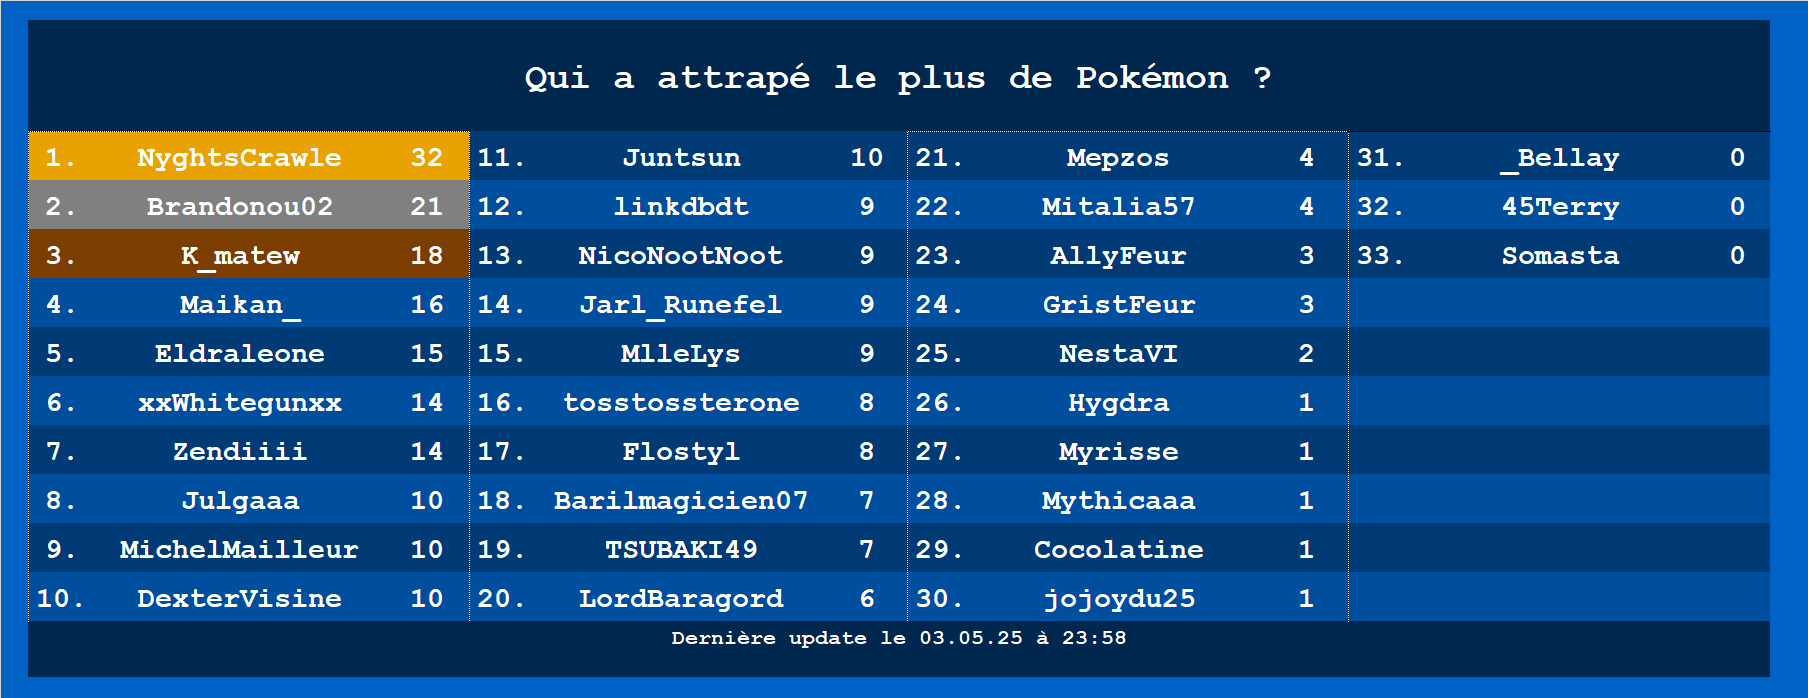 Qui a attrapé le plus de Pokémon ?
1. NyghtsCrawle 32
2. Brandonou02 21
3. K_matew 18
4. Maikan_ 16
5. Eldraleone 15
6. xxWhitegunxx 14
7. Zendiiii 14
8. Julgaaa 10
9. MichelMailleur 10
10. DexterVisine 10
11. Juntsun 10
12. linkdbdt 9
13. NicoNootNoot 9
14. Jarl_Runefel 9
15. MlleLys 9
16. tosstossterone 8
17. Flostyl 8
18. Barilmagicien07 7
19. TSUBAKI49 7
20. LordBaragord 6
21. Mepzos 4
22. Mitalia57 4
23. AllyFeur 3
24. GristFeur 3
25. NestaVI 2
26. Hygdra 1
27. Myrisse 1
28. Mythicaaa 1
29. Cocolatine 1
30. jojoydu25 1
31. _Bellay 0
32. 45Terry 0
33. Somasta 0
Dernière update le 03.05.25 à 23:58